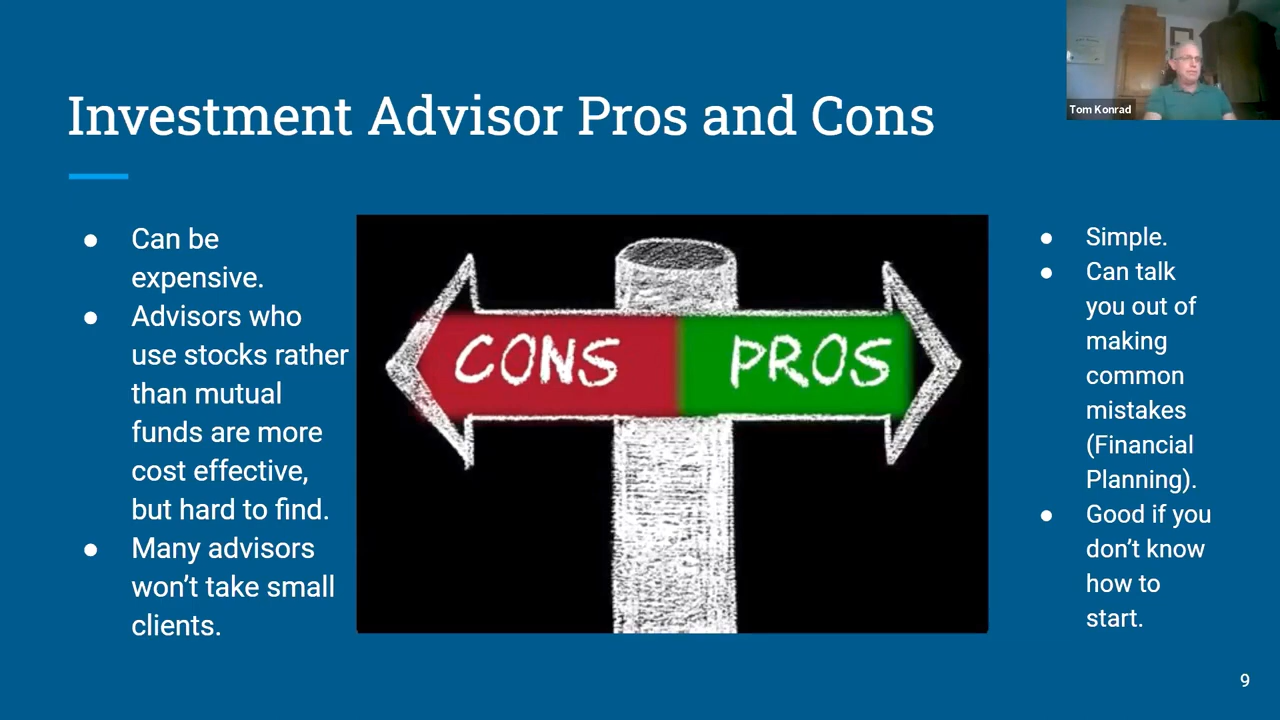 Investment Advisor Pros and Cons
Tom Konrad
● Can be
expensive.
● Advisors who
use stocks rather
than mutual
funds are more
cost effective,
but hard to find.
● Many advisors
won’t take small
clients.
CONS PROS
● Simple.
● Can talk
you out of
making
common
mistakes
(Financial
Planning).
● Good if you
don’t know
how to
start.
9